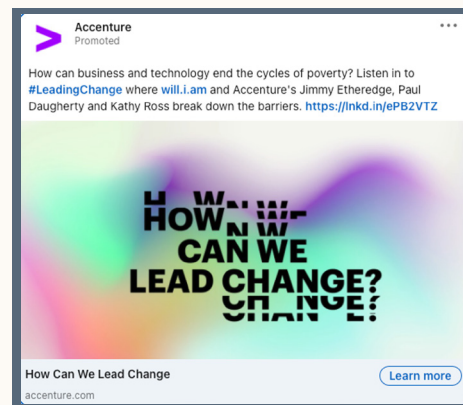 Accenture
Promoted
How can business and technology end the cycles of poverty? Listen in to
#LeadingChange where will.i.am and Accenture's Jimmy Etheredge, Paul
Daugherty and Kathy Ross break down the barriers. https://lnkd.in/ePB2VTZ
HOW
CAN WE
LEAD CHANGE?
How Can We Lead Change
Learn more
accenture.com